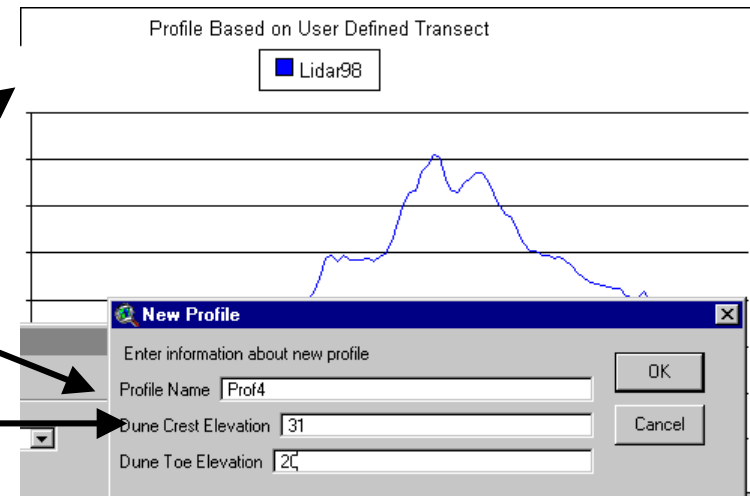 Profile Based on User Defined Transect
Lidar98
New Profile
Enter information about new profile
Profile Name Prof4
OK
Dune Crest Elevation 31
Cancel
Dune Toe Elevation 20